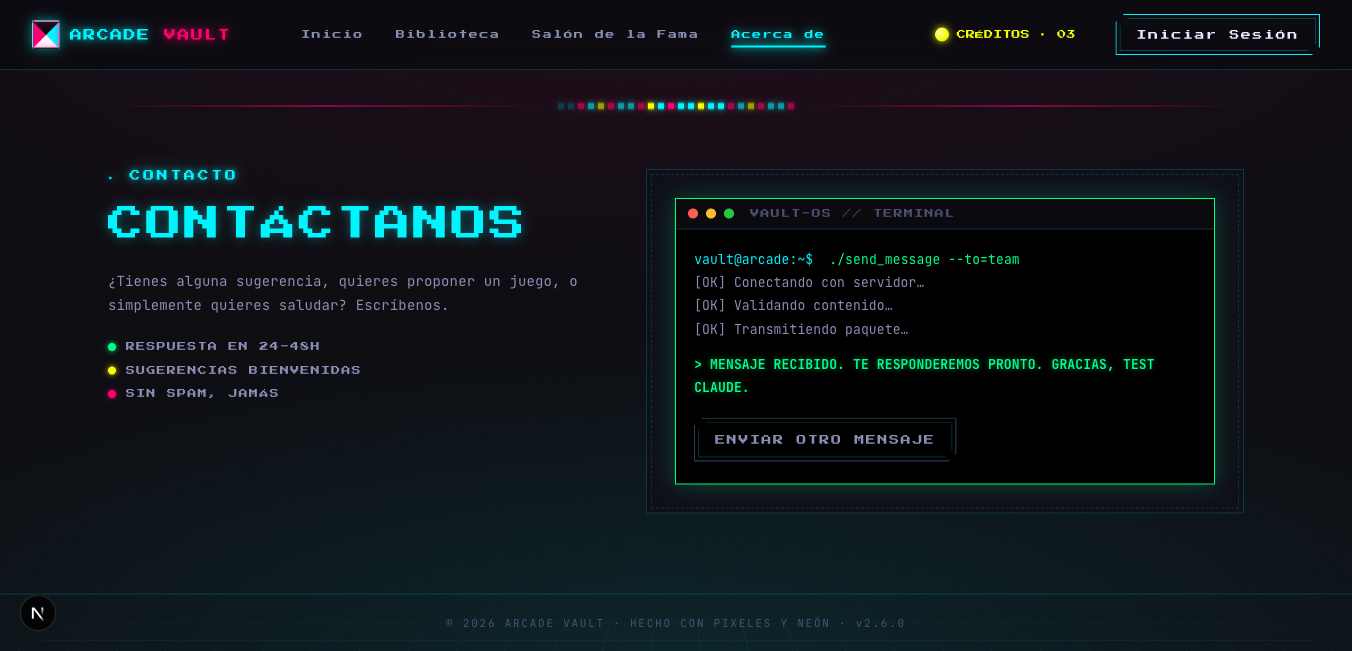 ARCADE VAULT
Inicio
Biblioteca
Salón de la Fama
Acerca de
CRÉDITOS · 03
Iniciar Sesión
. CONTACTO
CONTÁCTANOS
¿Tienes alguna sugerencia, quieres proponer un juego, o
simplemente quieres saludar? Escríbenos.
RESPUESTA EN 24-48H
SUGERENCIAS BIENVENIDAS
SIN SPAM, JAMÁS
VAULT-OS // TERMINAL
vault@arcade:~$ ./send_message --to=team
[OK] Conectando con servidor…
[OK] Validando contenido…
[OK] Transmitiendo paquete…
> MENSAJE RECIBIDO. TE RESPONDEREMOS PRONTO. GRACIAS, TEST
CLAUDE.
ENVIAR OTRO MENSAJE
N
© 2026 ARCADE VAULT · HECHO CON PIXELES Y NEÓN · v2.6.0